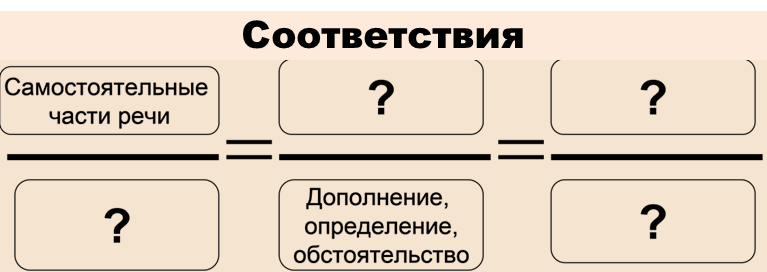 Соответствия
Самостоятельные
части речи
?
?
?
Дополнение,
определение,
обстоятельство
?